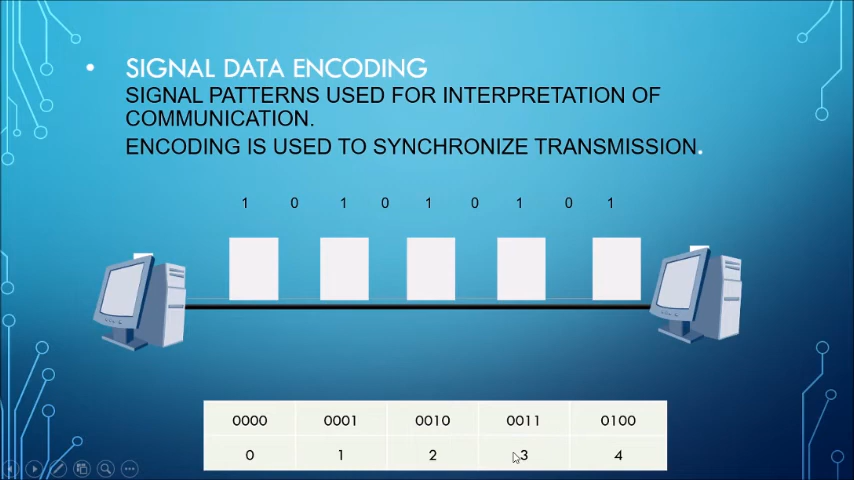 • SIGNAL DATA ENCODING
SIGNAL PATTERNS USED FOR INTERPRETATION OF
COMMUNICATION.
ENCODING IS USED TO SYNCHRONIZE TRANSMISSION.
1 0 1 0 1 0 1 0 1
0000 0001 0010 0011 0100
0 1 2 3 4